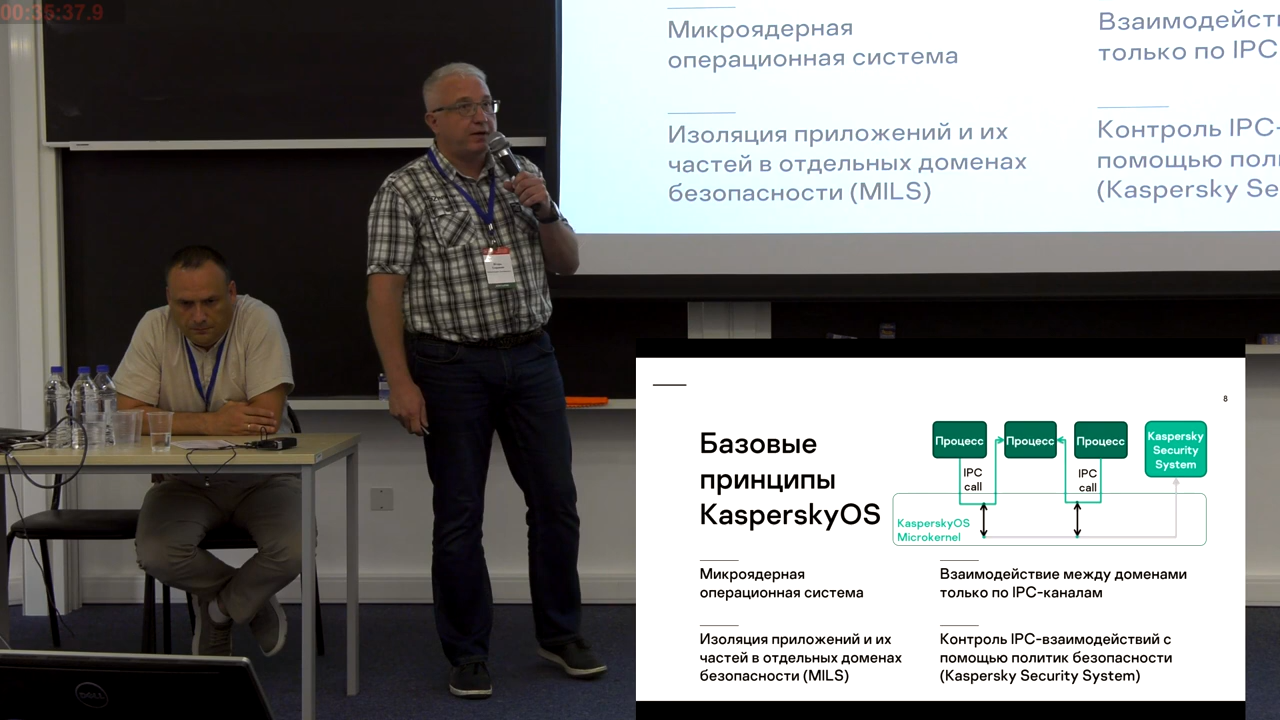 00:35:37.9
Микроядерная
операционная система
Взаимодейст
только по IPC
Изоляция приложений и их
частей в отдельных доменах
безопасности (MILS)
Контроль IPC-
помощью пол
(Kaspersky Se
8
Базовые
принципы
KasperskyOS
Процесс
Процесс
Процесс
Kaspersky
Security
System
IPC
call
IPC
call
KasperskyOS
Microkernel
Микроядерная
операционная система
Взаимодействие между доменами
только по IPC-каналам
Изоляция приложений и их
частей в отдельных доменах
безопасности (MILS)
Контроль IPC-взаимодействий с
помощью политик безопасности
(Kaspersky Security System)
DELL